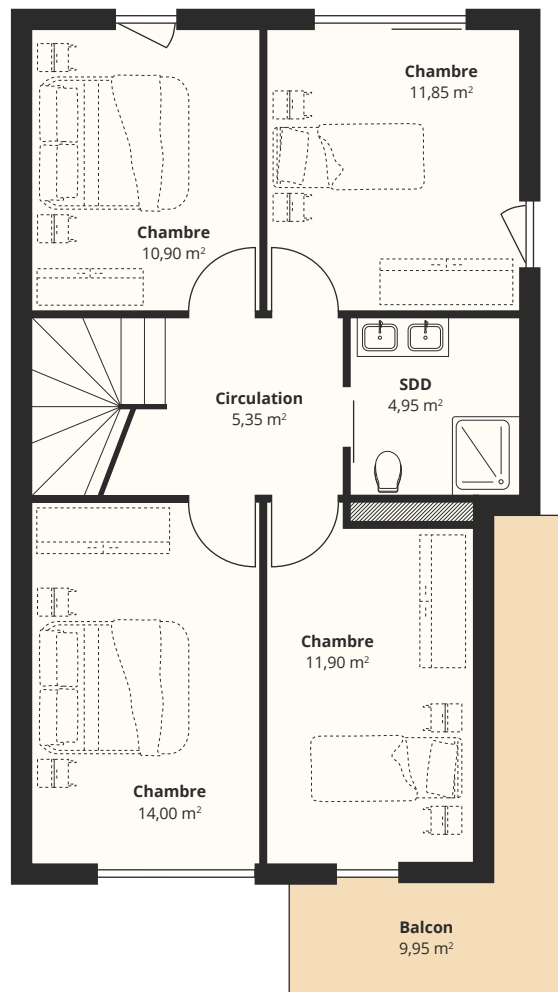 Chambre
11,85 m²
Chambre
10,90 m²
Circulation
5,35 m²
SDD
4,95 m²
Chambre
11,90 m²
Chambre
14,00 m²
Balcon
9,95 m²